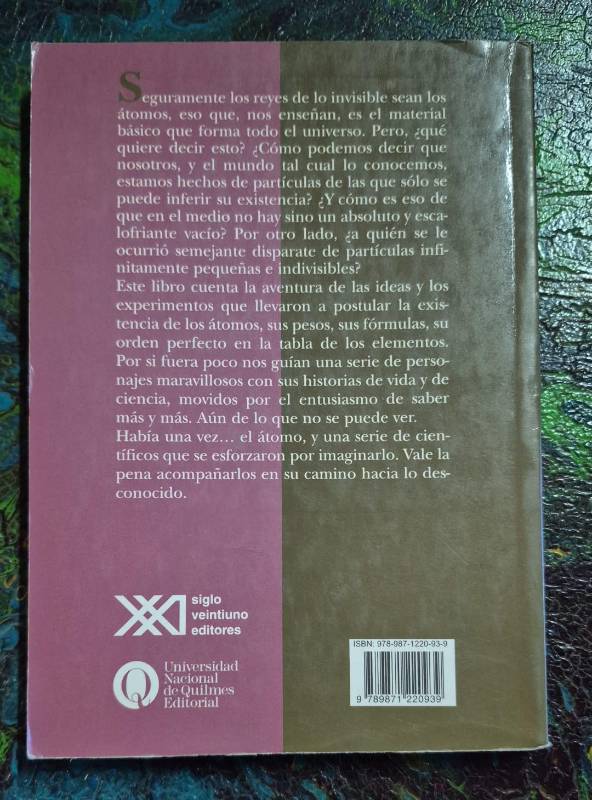 Seguramente los reyes de lo invisible sean los
átomos, eso que, nos enseñan, es el material
básico que forma todo el universo. Pero, ¿qué
quiere decir esto? ¿Cómo podemos decir que
nosotros, y el mundo tal cual lo conocemos,
estamos hechos de partículas de las que sólo se
puede inferir su existencia? ¿Y cómo es eso de
que en el medio no hay sino un absoluto y esca-
lofriante vacío? Por otro lado, ¿a quién se le
ocurrió semejante disparate de partículas infi-
nitamente pequeñas e indivisibles?
Este libro cuenta la aventura de las ideas y los
experimentos que llevaron a postular la exis-
tencia de los átomos, sus pesos, sus fórmulas, su
orden perfecto en la tabla de los elementos.
Por si fuera poco nos guían una serie de perso-
najes maravillosos con sus historias de vida y de
ciencia, movidos por el entusiasmo de saber
más y más. Aún de lo que no se puede ver.
Había una vez... el átomo, y una serie de cien-
tíficos que se esforzaron por imaginarlo. Vale la
pena acompañarlos en su camino hacia lo des-
conocido.
siglo
veintiuno
editores
Universidad
Nacional
de Quilmes
Editorial
ISBN: 978-987-1220-93-9
9 789871 220939